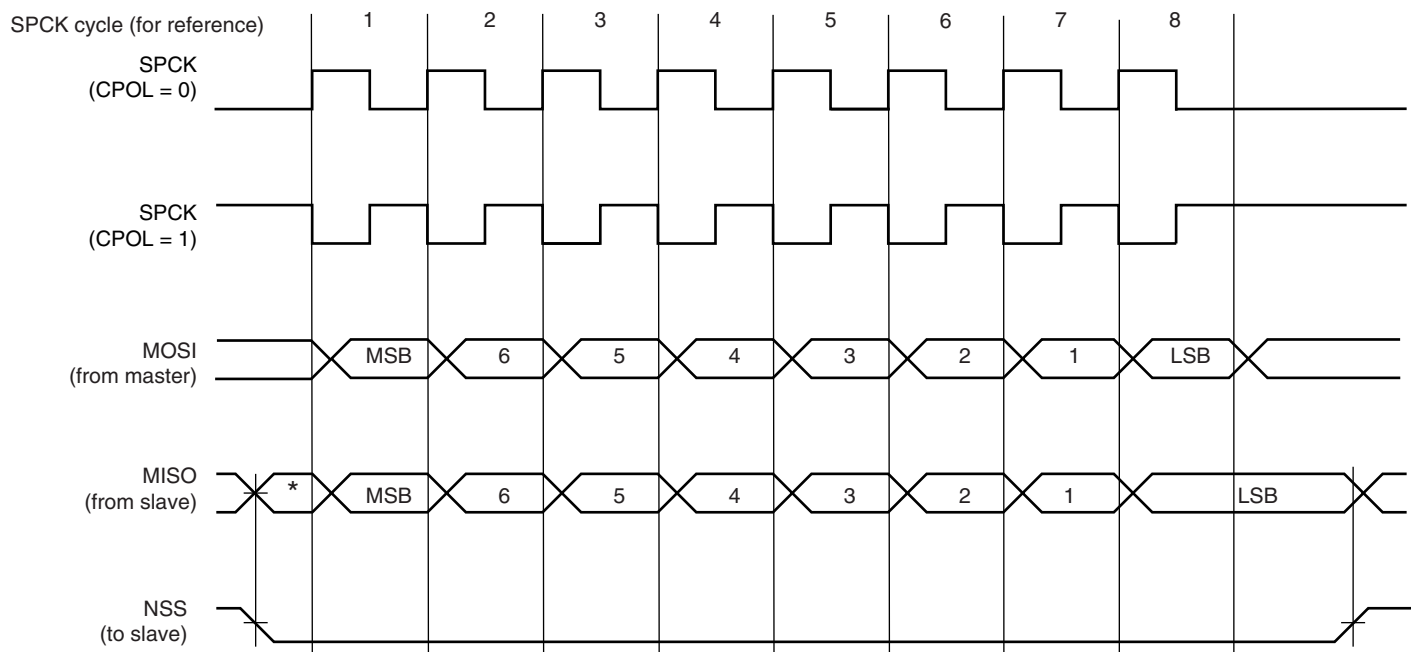 SPCK cycle (for reference) 1 2 3 4 5 6 7 8
SPCK
(CPOL = 0)
SPCK
(CPOL = 1)
MOSI
(from master)
MSB 6 5 4 3 2 1 LSB
MISO
(from slave)
* MSB 6 5 4 3 2 1 LSB
NSS
(to slave)